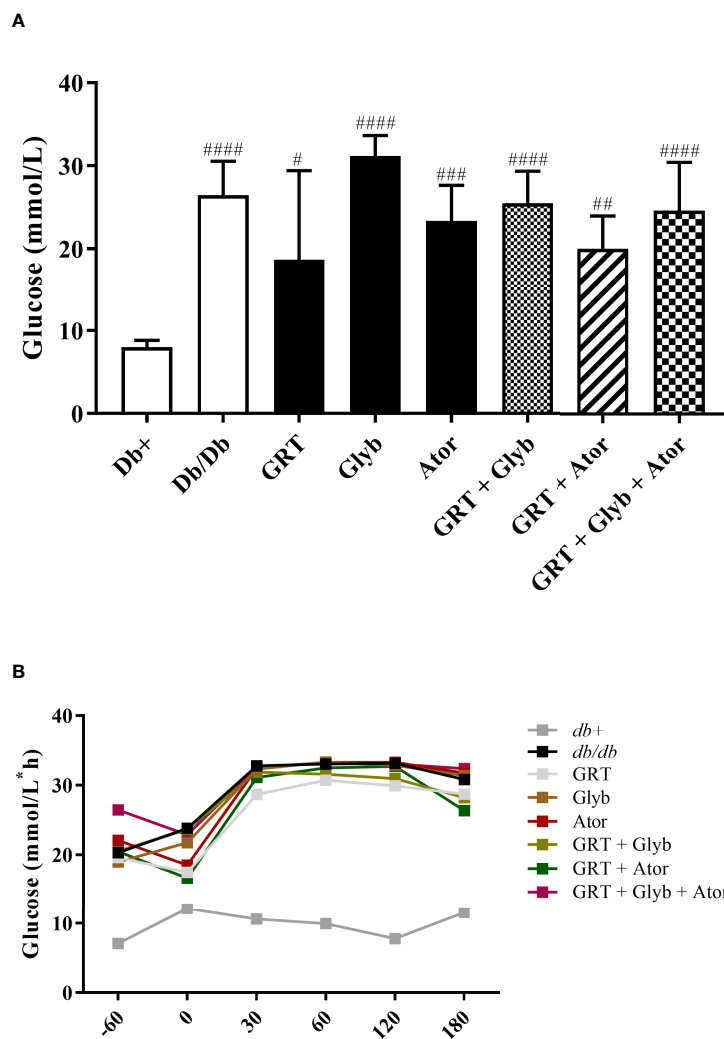 A
Glucose (mmol/L)
40
30
20
10
0
####
#
####
###
####
##
####
Db+
Db/Db
GRT
Glyb
Ator
GRT + Glyb
GRT + Ator
GRT + Glyb + Ator
B
Glucose (mmol/L*h)
40
30
20
10
0
-60
0
30
60
120
180
db+
db/db
GRT
Glyb
Ator
GRT + Glyb
GRT + Ator
GRT + Glyb + Ator